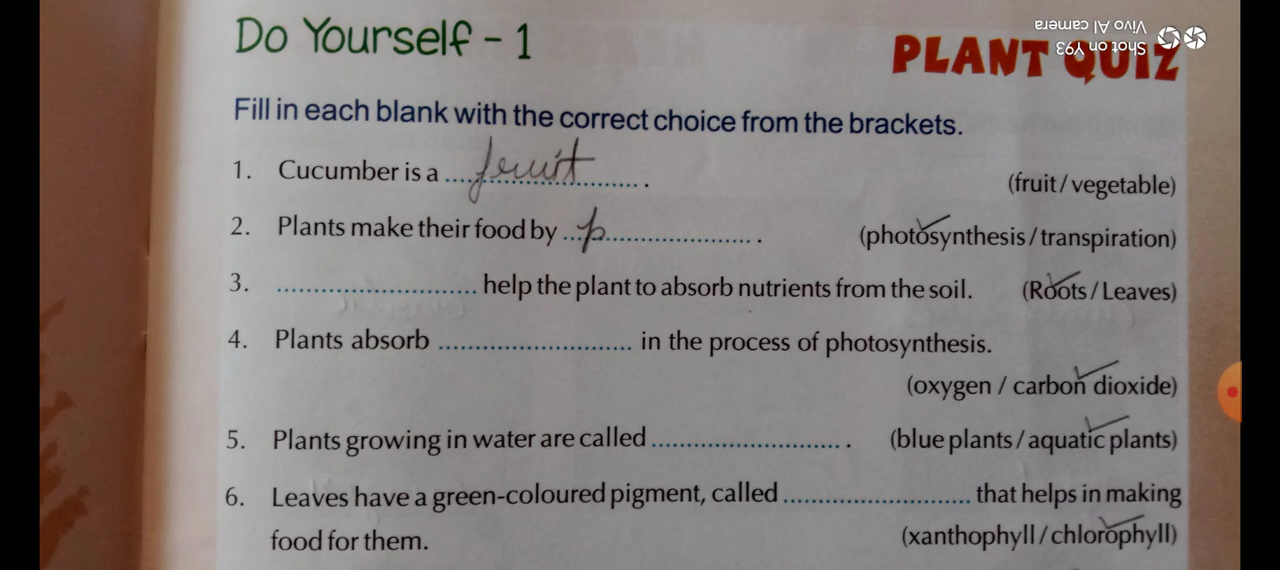 Do Yourself - 1
PLANT QUIZ
Shot on Y93
Vivo AI camera
Fill in each blank with the correct choice from the brackets.
1. Cucumber is a ....fruit.... . (fruit / vegetable)
2. Plants make their food by ...p........................ . (photosynthesis / transpiration)
3. ............................ help the plant to absorb nutrients from the soil. (Roots / Leaves)
4. Plants absorb ........................... in the process of photosynthesis.
(oxygen / carbon dioxide)
5. Plants growing in water are called .......................... . (blue plants / aquatic plants)
6. Leaves have a green-coloured pigment, called .......................... that helps in making
food for them. (xanthophyll / chlorophyll)